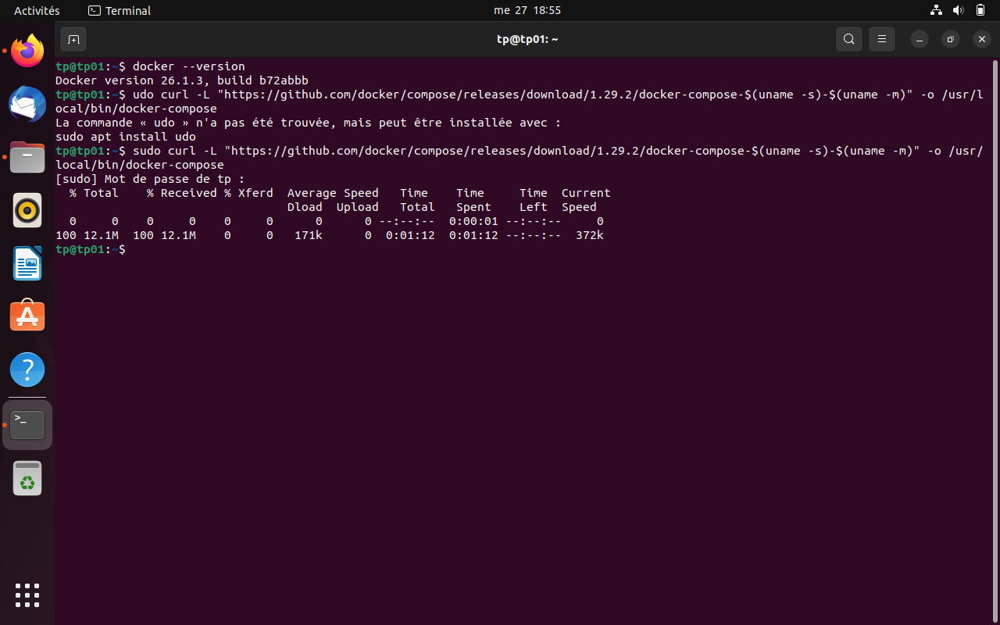 Activités Terminal me 27 18:55
tp@tp01: ~
tp@tp01:~$ docker --version
Docker version 26.1.3, build b72abbb
tp@tp01:~$ udo curl -L "https://github.com/docker/compose/releases/download/1.29.2/docker-compose-$(uname -s)-$(uname -m)" -o /usr/l
ocal/bin/docker-compose
La commande « udo » n'a pas été trouvée, mais peut être installée avec :
sudo apt install udo
tp@tp01:~$ sudo curl -L "https://github.com/docker/compose/releases/download/1.29.2/docker-compose-$(uname -s)-$(uname -m)" -o /usr/
local/bin/docker-compose
[sudo] Mot de passe de tp :
  % Total    % Received % Xferd  Average Speed   Time    Time     Time  Current
                                 Dload  Upload   Total   Spent    Left  Speed
  0     0    0     0    0     0      0      0 --:--:--  0:00:01 --:--:--     0
100 12.1M  100 12.1M    0     0   171k      0  0:01:12  0:01:12 --:--:--  372k
tp@tp01:~$